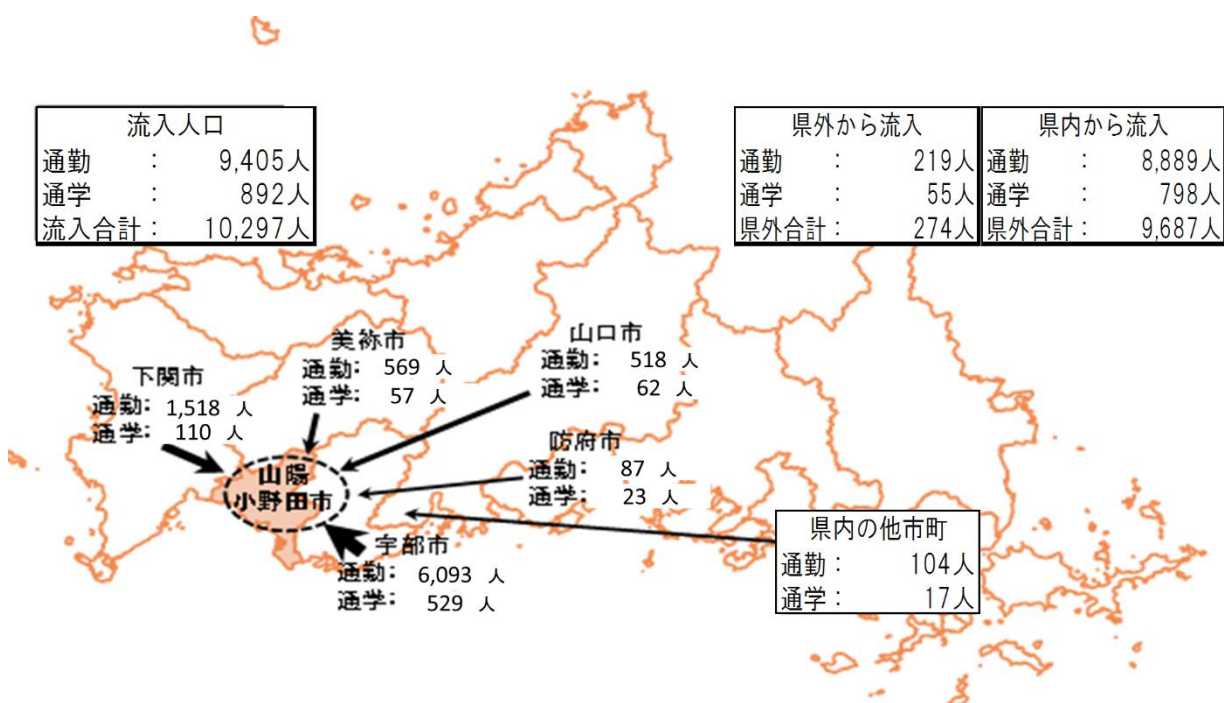 流入人口
通勤 : 9,405人
通学 : 892人
流入合計: 10,297人
県外から流入
通勤 : 219人
通学 : 55人
県外合計: 274人
県内から流入
通勤 : 8,889人
通学 : 798人
県外合計: 9,687人
美祢市
通勤: 569 人
通学: 57 人
山口市
通勤: 518 人
通学: 62 人
下関市
通勤: 1,518 人
通学: 110 人
防府市
通勤: 87 人
通学: 23 人
山陽
小野田市
県内の他市町
通勤: 104人
通学: 17人
宇部市
通勤: 6,093 人
通学: 529 人